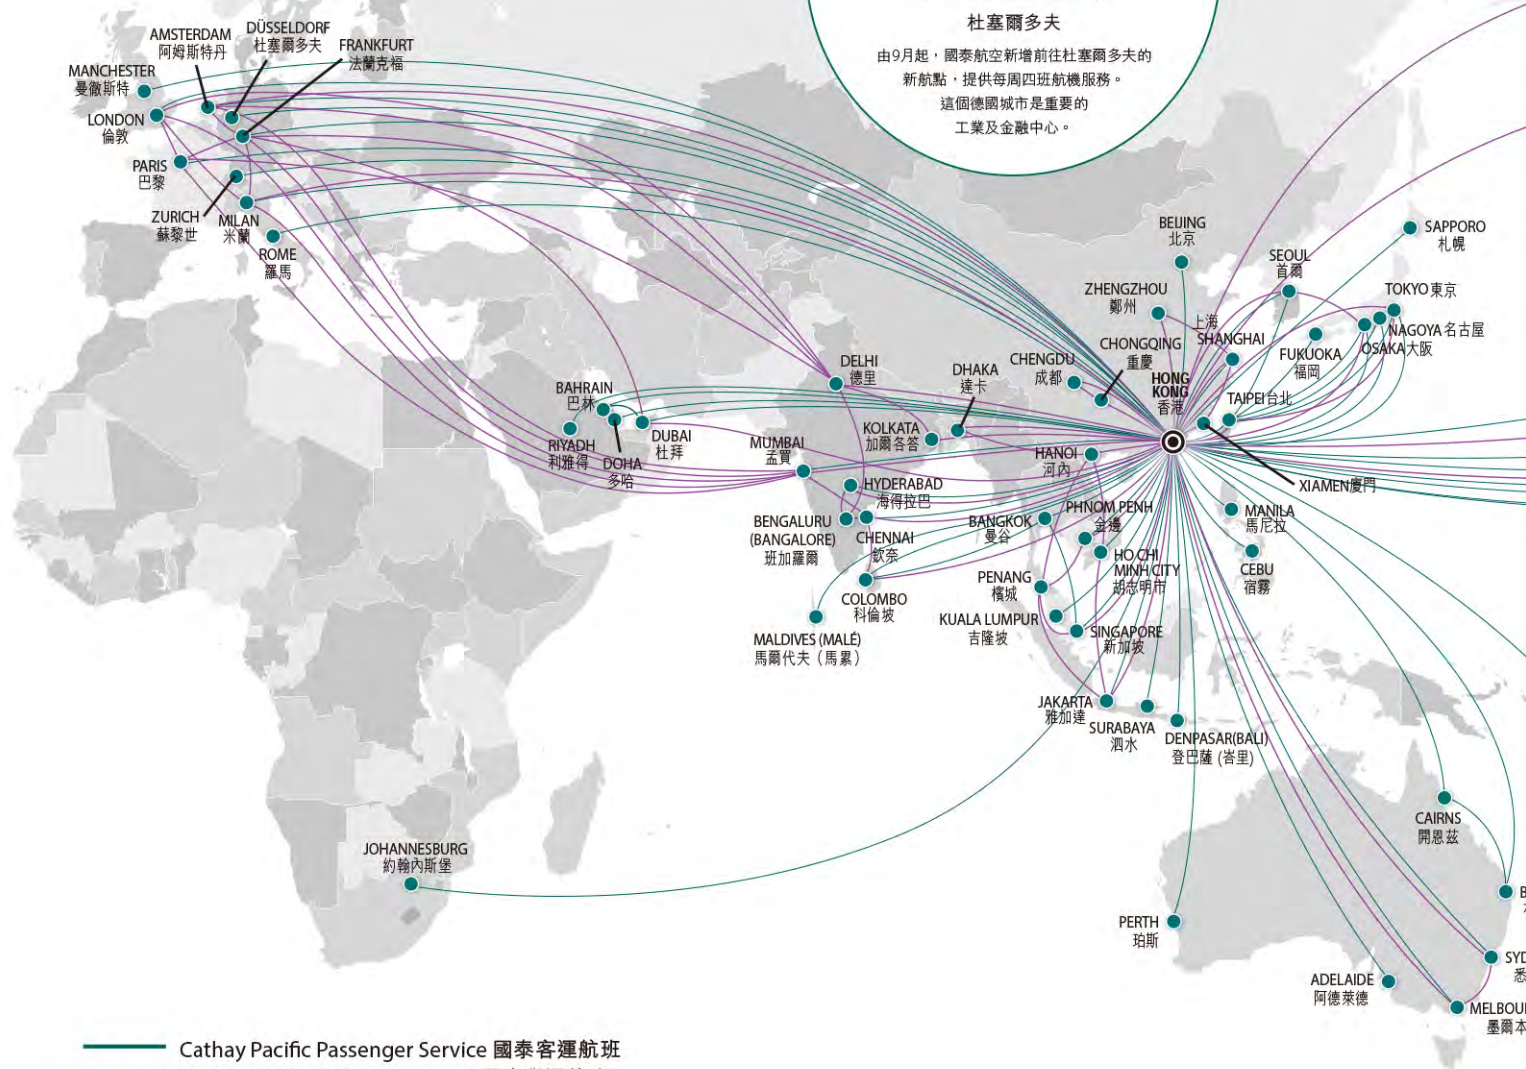 杜塞爾多夫
由9月起，國泰航空新增前往杜塞爾多夫的
新航點，提供每周四班航機服務。
這個德國城市是重要的
工業及金融中心。
AMSTERDAM
阿姆斯特丹
DÜSSELDORF
杜塞爾多夫
FRANKFURT
法蘭克福
MANCHESTER
曼徹斯特
LONDON
倫敦
PARIS
巴黎
ZURICH
蘇黎世
MILAN
米蘭
ROME
羅馬
BEIJING
北京
SEOUL
首爾
SAPPORO
札幌
ZHENGZHOU
鄭州
TOKYO 東京
上海
SHANGHAI
NAGOYA 名古屋
OSAKA 大阪
FUKUOKA
福岡
CHONGQING
重慶
CHENGDU
成都
HONG
KONG
香港
TAIPEI 台北
DELHI
德里
DHAKA
達卡
BAHRAIN
巴林
RIYADH
利雅得
DOHA
多哈
DUBAI
杜拜
MUMBAI
孟買
KOLKATA
加爾各答
HANOI
河內
XIAMEN 廈門
HYDERABAD
海得拉巴
BENGALURU
(BANGALORE)
班加羅爾
CHENNAI
欽奈
BANGKOK
曼谷
PHNOM PENH
金邊
MANILA
馬尼拉
HO CHI
MINH CITY
胡志明市
CEBU
宿霧
PENANG
檳城
COLOMBO
科倫坡
KUALA LUMPUR
吉隆坡
SINGAPORE
新加坡
MALDIVES (MALÉ)
馬爾代夫（馬累）
JAKARTA
雅加達
SURABAYA
泗水
DENPASAR(BALI)
登巴薩 (峇里)
CAIRNS
開恩茲
JOHANNESBURG
約翰內斯堡
B
PERTH
珀斯
SYD
悉
ADELAIDE
阿德萊德
MELBOU
墨爾本
Cathay Pacific Passenger Service 國泰客運航班